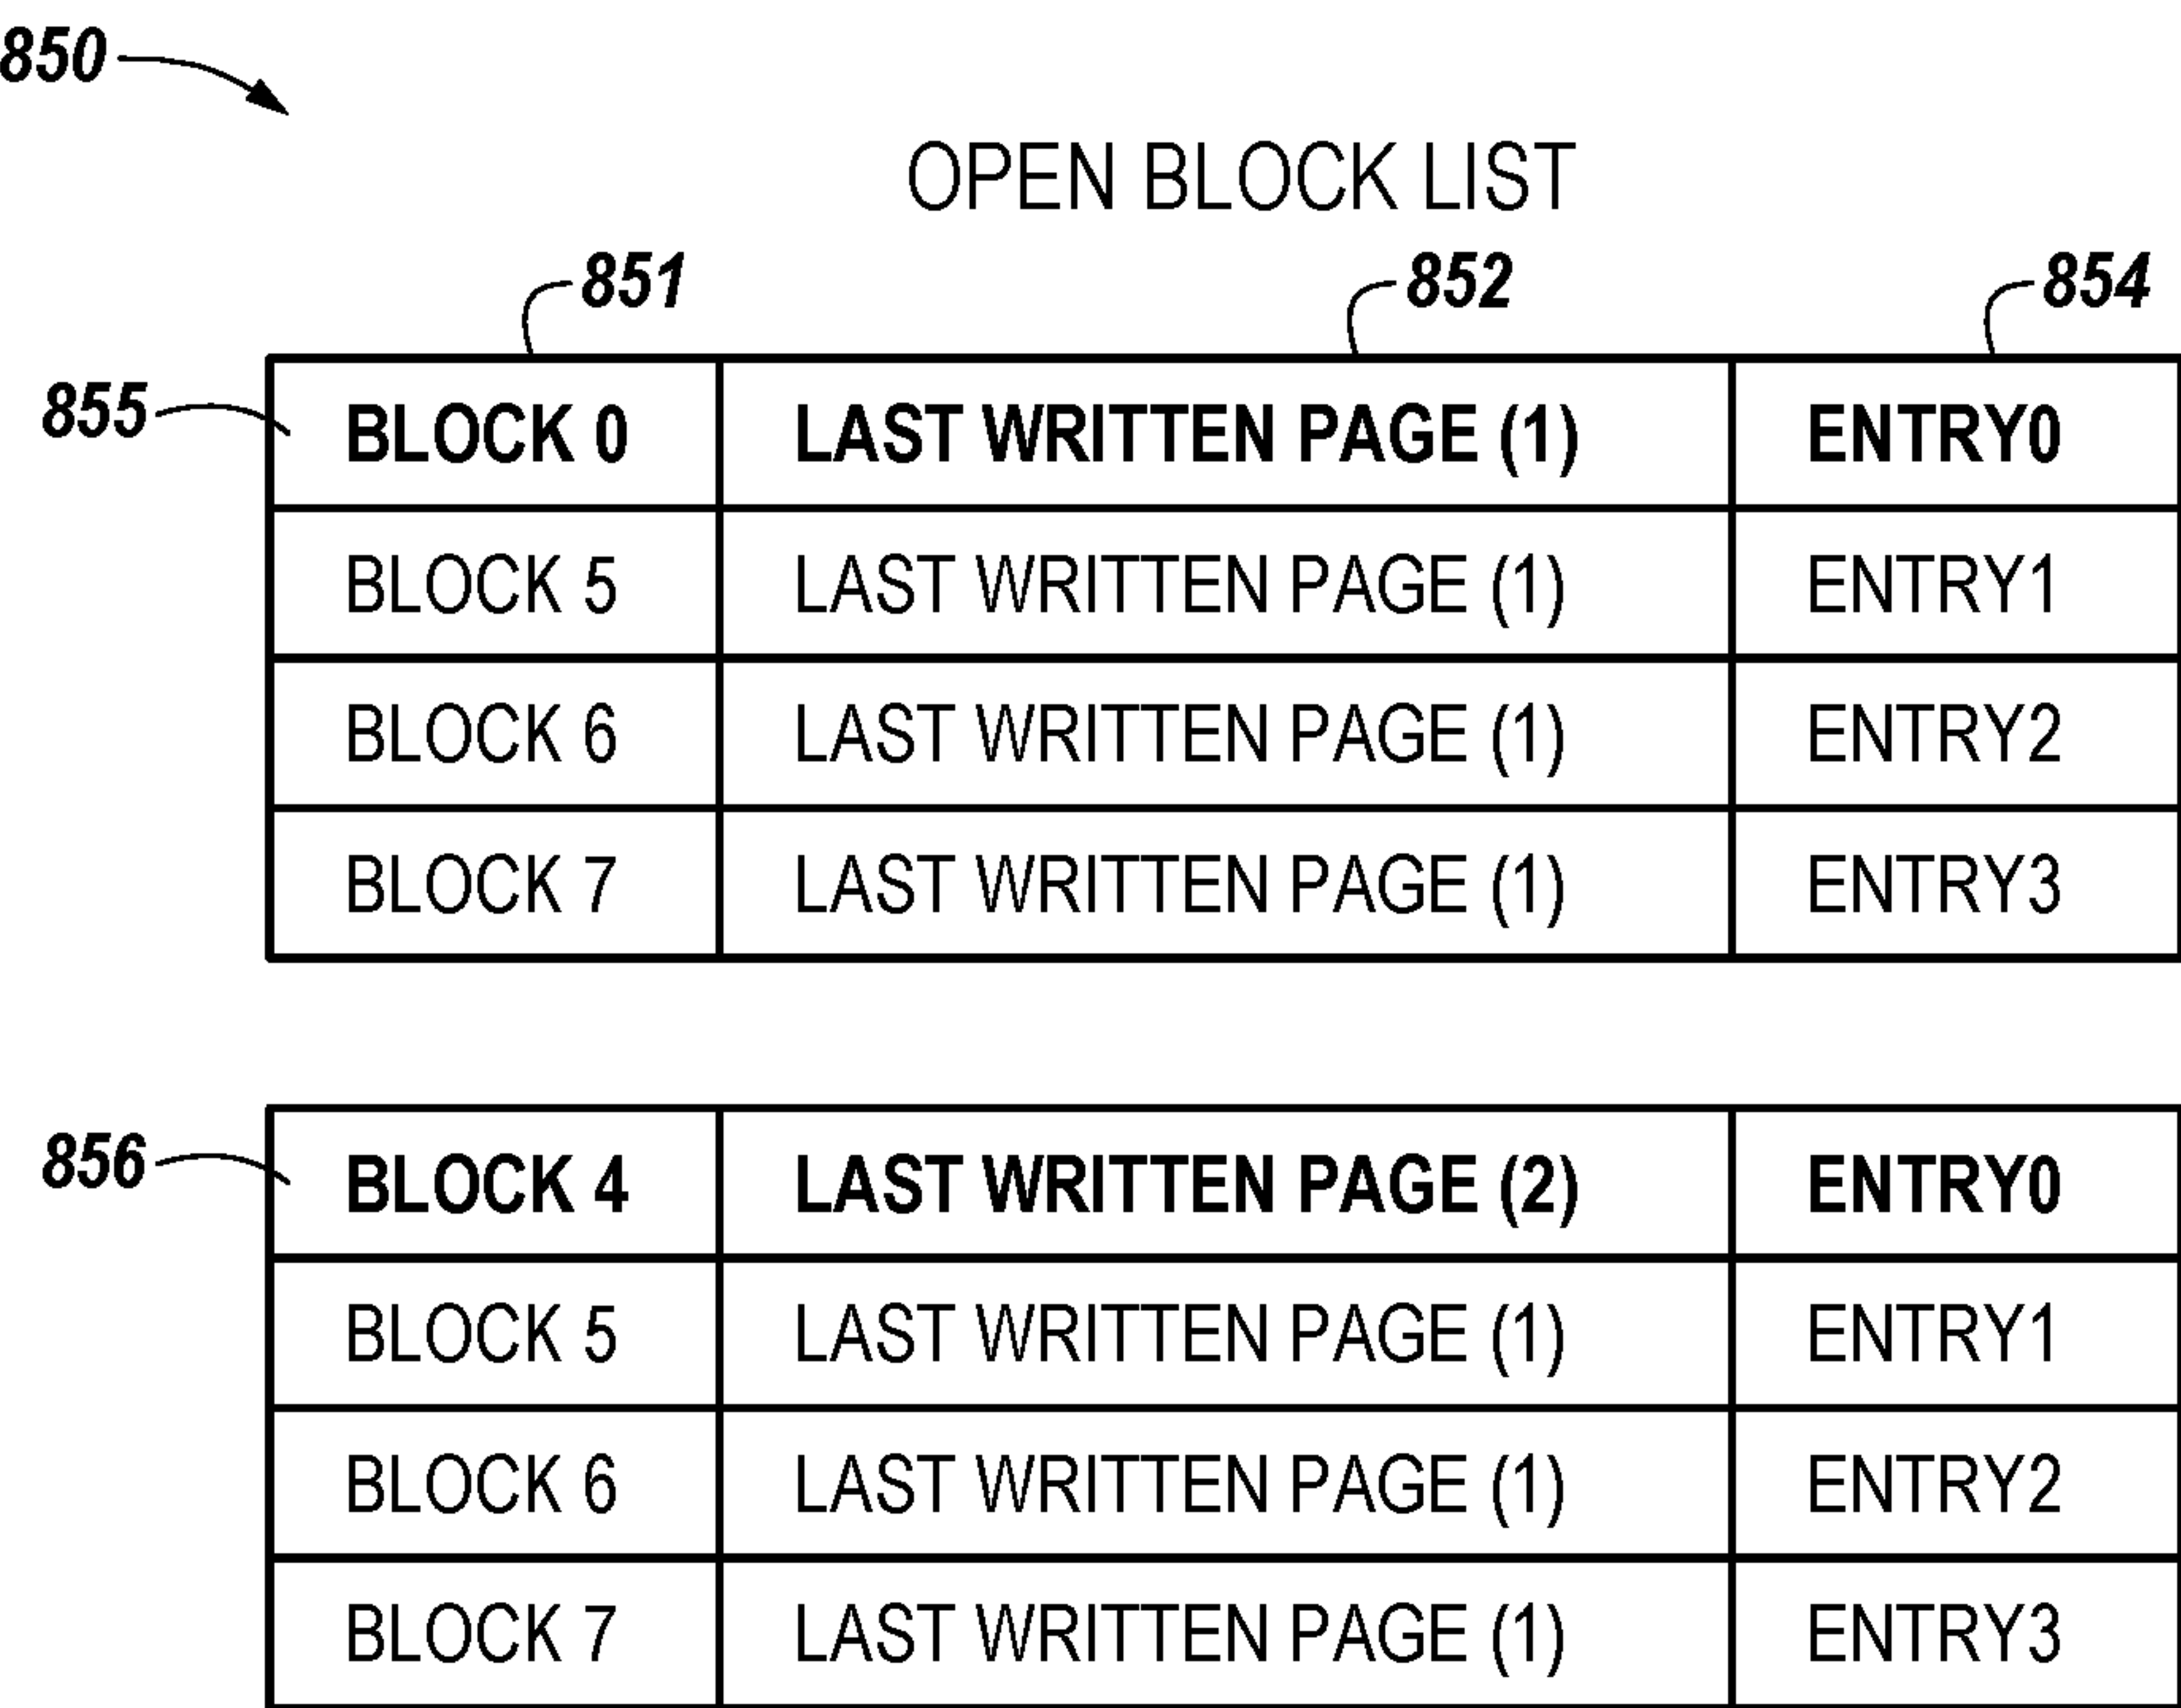 850
OPEN BLOCK LIST
851 852 854
855 BLOCK 0 LAST WRITTEN PAGE (1) ENTRY0
BLOCK 5 LAST WRITTEN PAGE (1) ENTRY1
BLOCK 6 LAST WRITTEN PAGE (1) ENTRY2
BLOCK 7 LAST WRITTEN PAGE (1) ENTRY3
856 BLOCK 4 LAST WRITTEN PAGE (2) ENTRY0
BLOCK 5 LAST WRITTEN PAGE (1) ENTRY1
BLOCK 6 LAST WRITTEN PAGE (1) ENTRY2
BLOCK 7 LAST WRITTEN PAGE (1) ENTRY3